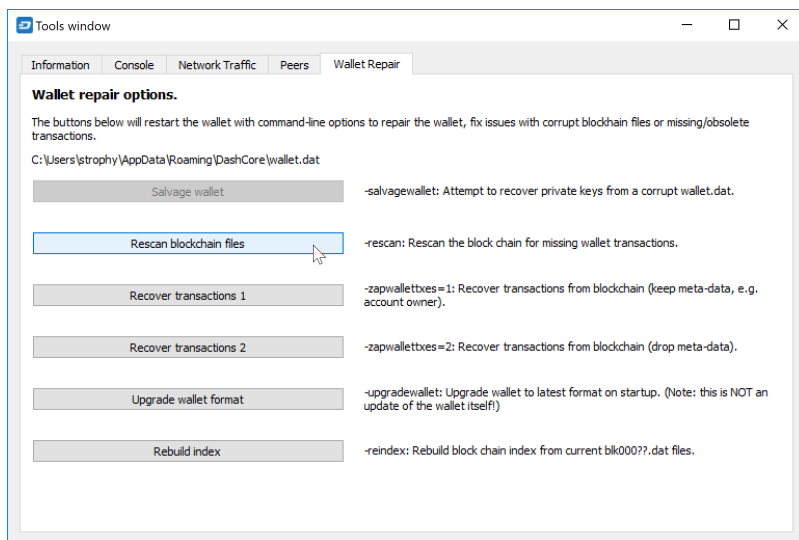 Tools window
Information Console Network Traffic Peers Wallet Repair
Wallet repair options.
The buttons below will restart the wallet with command-line options to repair the wallet, fix issues with corrupt blockhain files or missing/obsolete
transactions.
C:\Users\strophy\AppData\Roaming\DashCore\wallet.dat
Salvage wallet -salvagewallet: Attempt to recover private keys from a corrupt wallet.dat.
Rescan blockchain files -rescan: Rescan the block chain for missing wallet transactions.
Recover transactions 1 -zapwallettxes=1: Recover transactions from blockchain (keep meta-data, e.g.
account owner).
Recover transactions 2 -zapwallettxes=2: Recover transactions from blockchain (drop meta-data).
Upgrade wallet format -upgradewallet: Upgrade wallet to latest format on startup. (Note: this is NOT an
update of the wallet itself!)
Rebuild index -reindex: Rebuild block chain index from current blk000??.dat files.